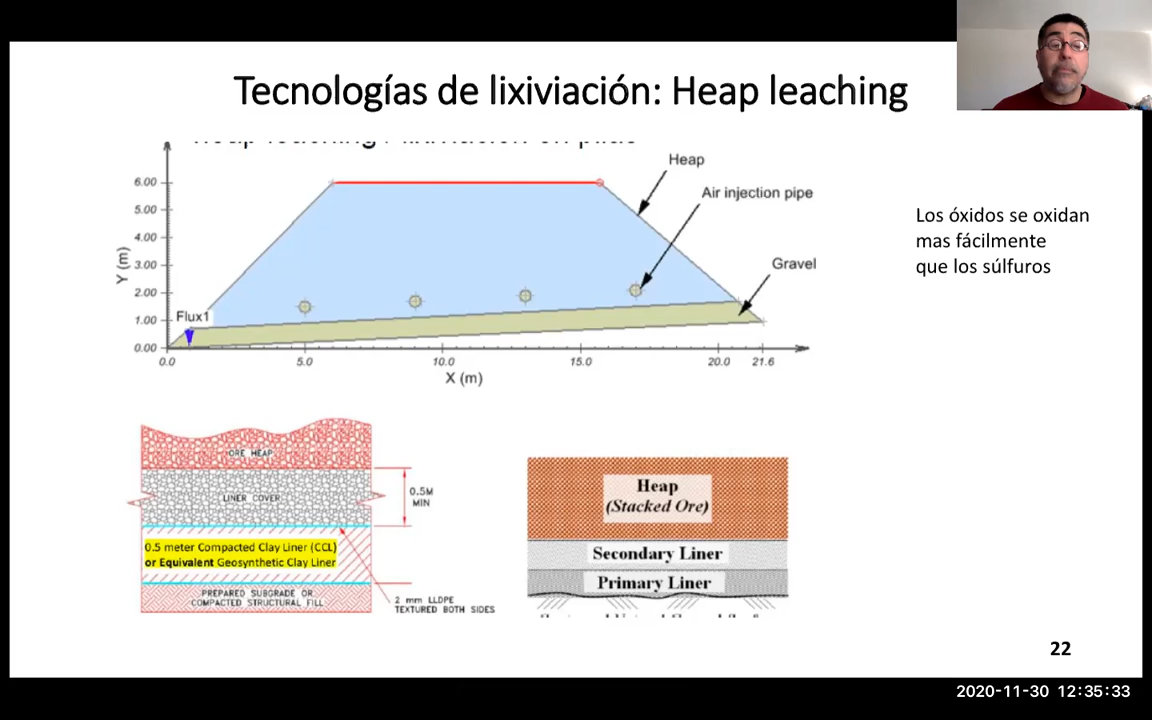 Tecnologías de lixiviación: Heap leaching
Heap
Air injection pipe
Gravel
6.00
5.00
4.00
3.00
2.00
1.00
0.00
Y (m)
Flux1
0.0
5.0
10.0
15.0
20.0
21.6
X (m)
Los óxidos se oxidan
mas fácilmente
que los súlfuros
ORE HEAP
LINER COVER
0.5M
MIN
0.5 meter Compacted Clay Liner (CCL)
or Equivalent Geosynthetic Clay Liner
PREPARED SUBGRADE OR
COMPACTED STRUCTURAL FILL
2 mm LLDPE
TEXTURED BOTH SIDES
Heap
(Stacked Ore)
Secondary Liner
Primary Liner
22
2020-11-30 12:35:33